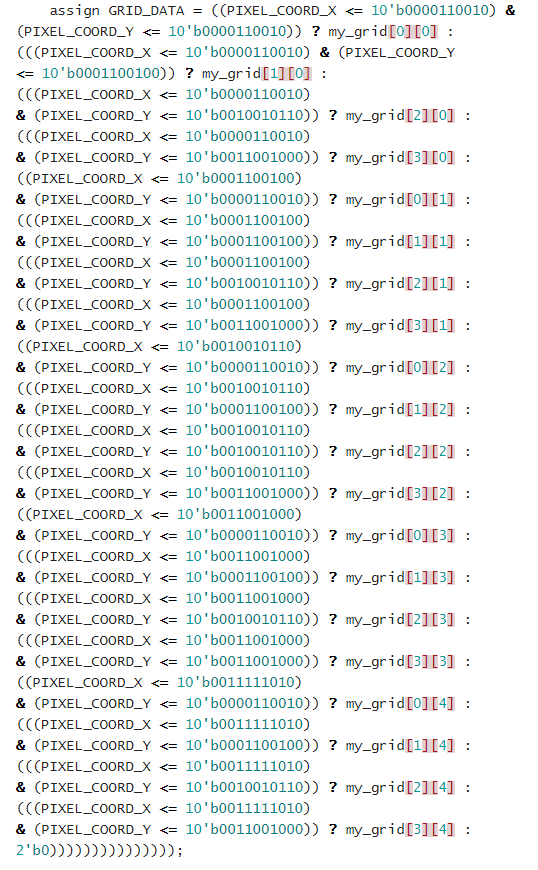 assign GRID_DATA = ((PIXEL_COORD_X <= 10'b0000110010) &
(PIXEL_COORD_Y <= 10'b0000110010)) ? my_grid[0][0] :
(((PIXEL_COORD_X <= 10'b0000110010) & (PIXEL_COORD_Y
<= 10'b0001100100)) ? my_grid[1][0] :
(((PIXEL_COORD_X <= 10'b0000110010)
& (PIXEL_COORD_Y <= 10'b0010010110)) ? my_grid[2][0] :
(((PIXEL_COORD_X <= 10'b0000110010)
& (PIXEL_COORD_Y <= 10'b0011001000)) ? my_grid[3][0] :
((PIXEL_COORD_X <= 10'b0001100100)
& (PIXEL_COORD_Y <= 10'b0000110010)) ? my_grid[0][1] :
(((PIXEL_COORD_X <= 10'b0001100100)
& (PIXEL_COORD_Y <= 10'b0001100100)) ? my_grid[1][1] :
(((PIXEL_COORD_X <= 10'b0001100100)
& (PIXEL_COORD_Y <= 10'b0010010110)) ? my_grid[2][1] :
(((PIXEL_COORD_X <= 10'b0001100100)
& (PIXEL_COORD_Y <= 10'b0011001000)) ? my_grid[3][1] :
((PIXEL_COORD_X <= 10'b0010010110)
& (PIXEL_COORD_Y <= 10'b0000110010)) ? my_grid[0][2] :
(((PIXEL_COORD_X <= 10'b0010010110)
& (PIXEL_COORD_Y <= 10'b0001100100)) ? my_grid[1][2] :
(((PIXEL_COORD_X <= 10'b0010010110)
& (PIXEL_COORD_Y <= 10'b0010010110)) ? my_grid[2][2] :
(((PIXEL_COORD_X <= 10'b0010010110)
& (PIXEL_COORD_Y <= 10'b0011001000)) ? my_grid[3][2] :
((PIXEL_COORD_X <= 10'b0011001000)
& (PIXEL_COORD_Y <= 10'b0000110010)) ? my_grid[0][3] :
(((PIXEL_COORD_X <= 10'b0011001000)
& (PIXEL_COORD_Y <= 10'b0001100100)) ? my_grid[1][3] :
(((PIXEL_COORD_X <= 10'b0011001000)
& (PIXEL_COORD_Y <= 10'b0010010110)) ? my_grid[2][3] :
(((PIXEL_COORD_X <= 10'b0011001000)
& (PIXEL_COORD_Y <= 10'b0011001000)) ? my_grid[3][3] :
((PIXEL_COORD_X <= 10'b0011111010)
& (PIXEL_COORD_Y <= 10'b0000110010)) ? my_grid[0][4] :
(((PIXEL_COORD_X <= 10'b0011111010)
& (PIXEL_COORD_Y <= 10'b0001100100)) ? my_grid[1][4] :
(((PIXEL_COORD_X <= 10'b0011111010)
& (PIXEL_COORD_Y <= 10'b0010010110)) ? my_grid[2][4] :
(((PIXEL_COORD_X <= 10'b0011111010)
& (PIXEL_COORD_Y <= 10'b0011001000)) ? my_grid[3][4] :
2'b0)))))))))))))));